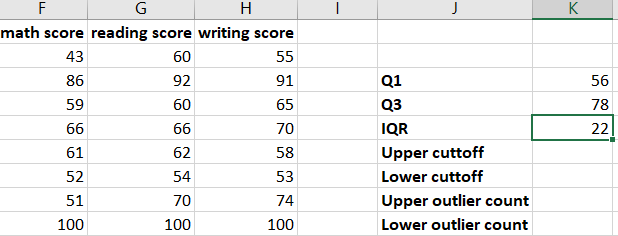 F G H I J K
math score reading score writing score
43 60 55
86 92 91 Q1 56
59 60 65 Q3 78
66 66 70 IQR 22
61 62 58 Upper cuttoff
52 54 53 Lower cuttoff
51 70 74 Upper outlier count
100 100 100 Lower outlier count